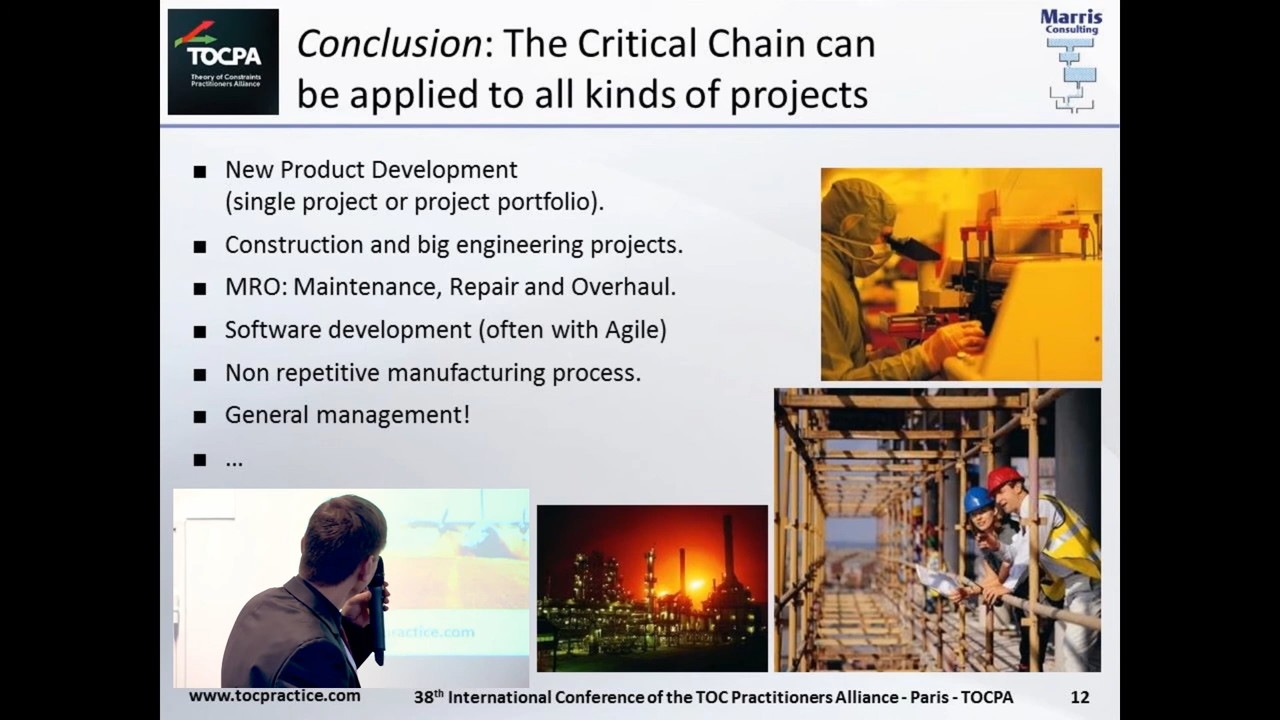 TOCPA
Theory of Constraints
Practitioners Alliance
Conclusion: The Critical Chain can
be applied to all kinds of projects
Marris
Consulting
■ New Product Development
(single project or project portfolio).
■ Construction and big engineering projects.
■ MRO: Maintenance, Repair and Overhaul.
■ Software development (often with Agile)
■ Non repetitive manufacturing process.
■ General management!
■ ...
www.tocpractice.com
38th International Conference of the TOC Practitioners Alliance - Paris - TOCPA
12